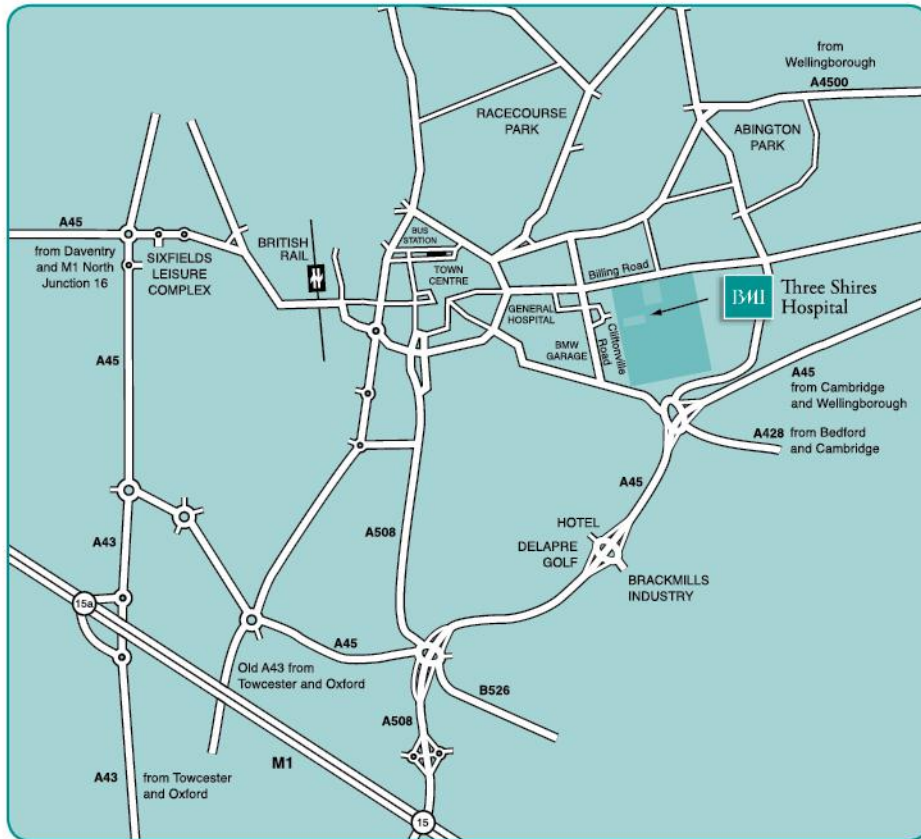 from
Wellingborough
A4500
RACECOURSE
PARK
ABINGTON
PARK
A45
from Daventry
and M1 North
Junction 16
SIXFIELDS
LEISURE
COMPLEX
BRITISH
RAIL
BUS
STATION
TOWN
CENTRE
Billing Road
GENERAL
HOSPITAL
BMW
GARAGE
Cliftonville
Road
BMI
Three Shires
Hospital
A45
A45
from Cambridge
and Wellingborough
A428 from Bedford
and Cambridge
A45
HOTEL
DELAPRE
GOLF
BRACKMILLS
INDUSTRY
A508
A43
15a
A45
Old A43 from
Towcester and Oxford
B526
A508
M1
A43
from Towcester
and Oxford
15